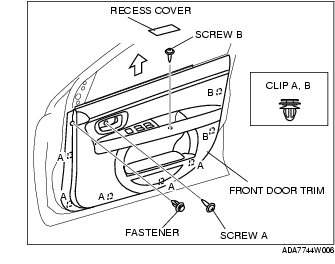 RECESS COVER
SCREW B
CLIP A, B
B
B
A
A
A
A
A
FRONT DOOR TRIM
FASTENER
SCREW A
ADA7744W006